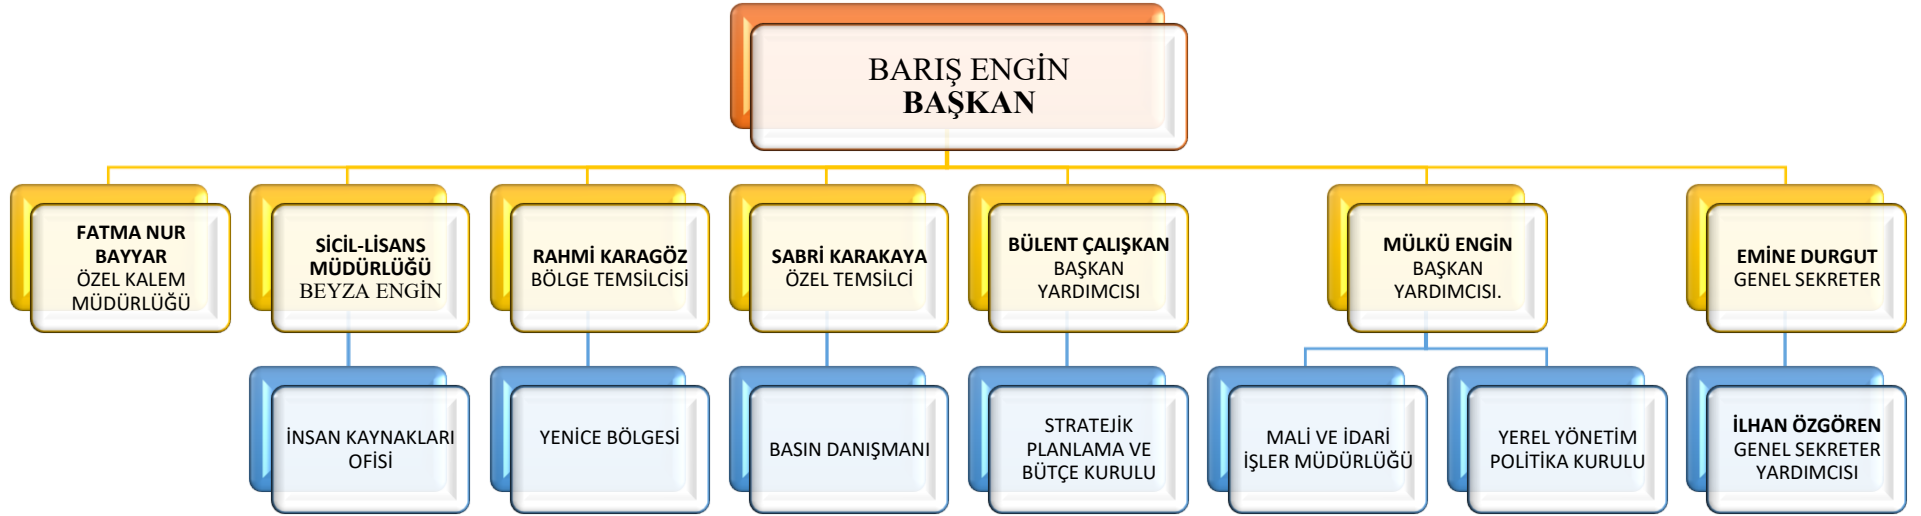 BARIŞ ENGİN
BAŞKAN
FATMA NUR
BAYYAR
ÖZEL KALEM
MÜDÜRLÜĞÜ
SİCİL-LİSANS
MÜDÜRLÜĞÜ
BEYZA ENGİN
RAHMİ KARAGÖZ
BÖLGE TEMSİLCİSİ
SABRİ KARAKAYA
ÖZEL TEMSİLCİ
BÜLENT ÇALIŞKAN
BAŞKAN
YARDIMCISI
MÜLKÜ ENGİN
BAŞKAN
YARDIMCISI.
EMİNE DURGUT
GENEL SEKRETER
İNSAN KAYNAKLARI
OFİSİ
YENİCE BÖLGESİ
BASIN DANIŞMANI
STRATEJİK
PLANLAMA VE
BÜTÇE KURULU
MALİ VE İDARİ
İŞLER MÜDÜRLÜĞÜ
YEREL YÖNETİM
POLİTİKA KURULU
İLHAN ÖZGÖREN
GENEL SEKRETER
YARDIMCISI